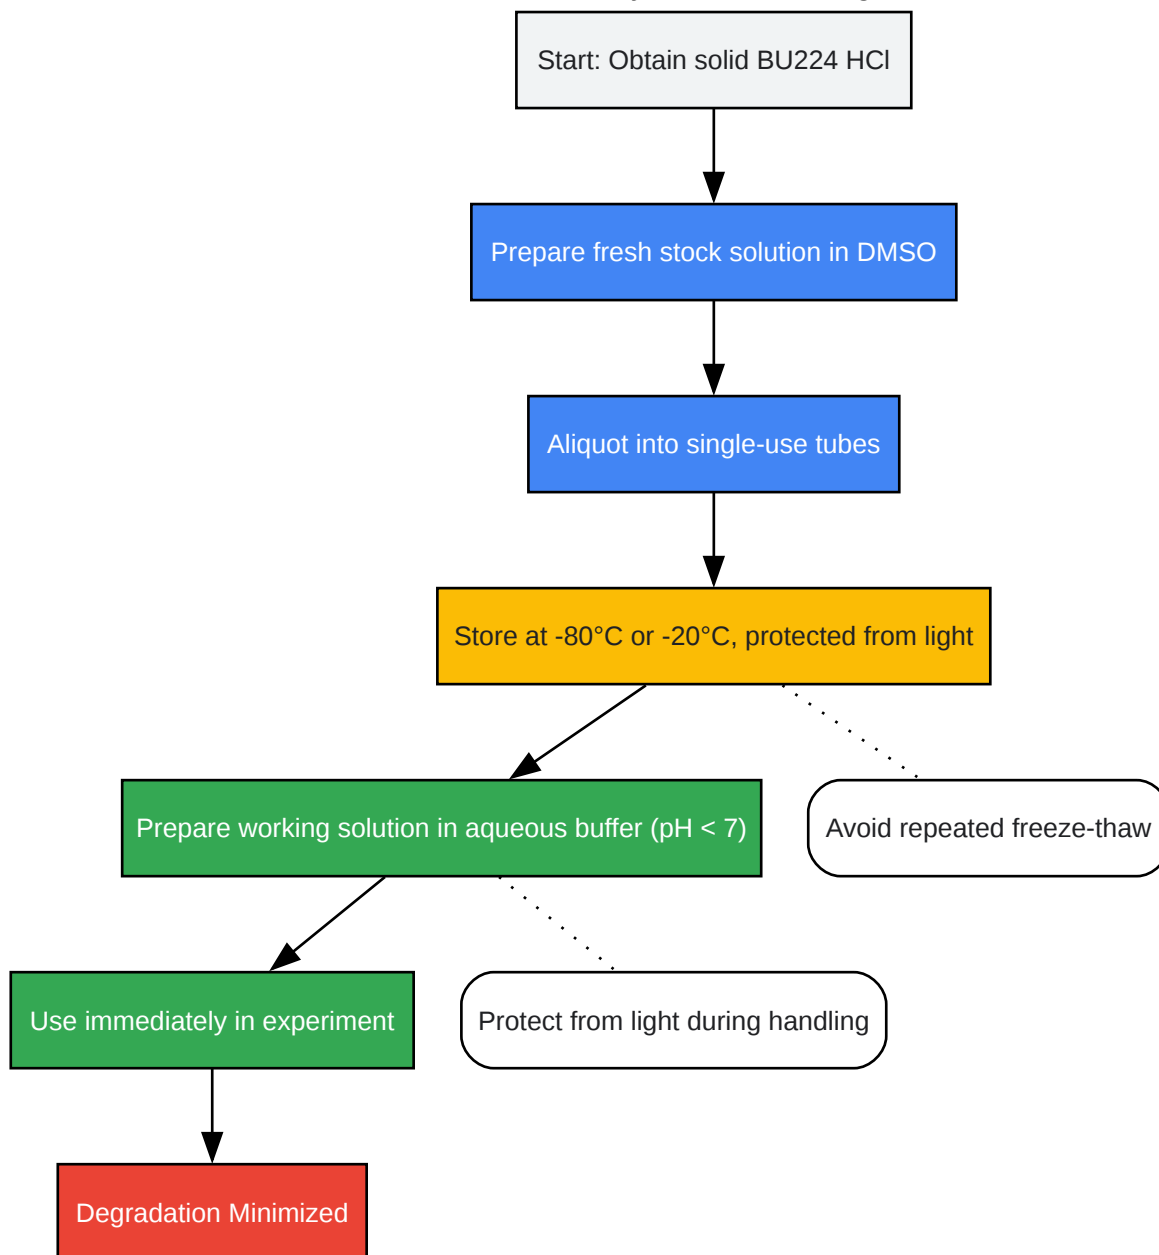 Start: Obtain solid BU224 HCl
Prepare fresh stock solution in DMSO
Aliquot into single-use tubes
Store at -80°C or -20°C, protected from light
Prepare working solution in aqueous buffer (pH < 7)
Avoid repeated freeze-thaw
Use immediately in experiment
Protect from light during handling
Degradation Minimized